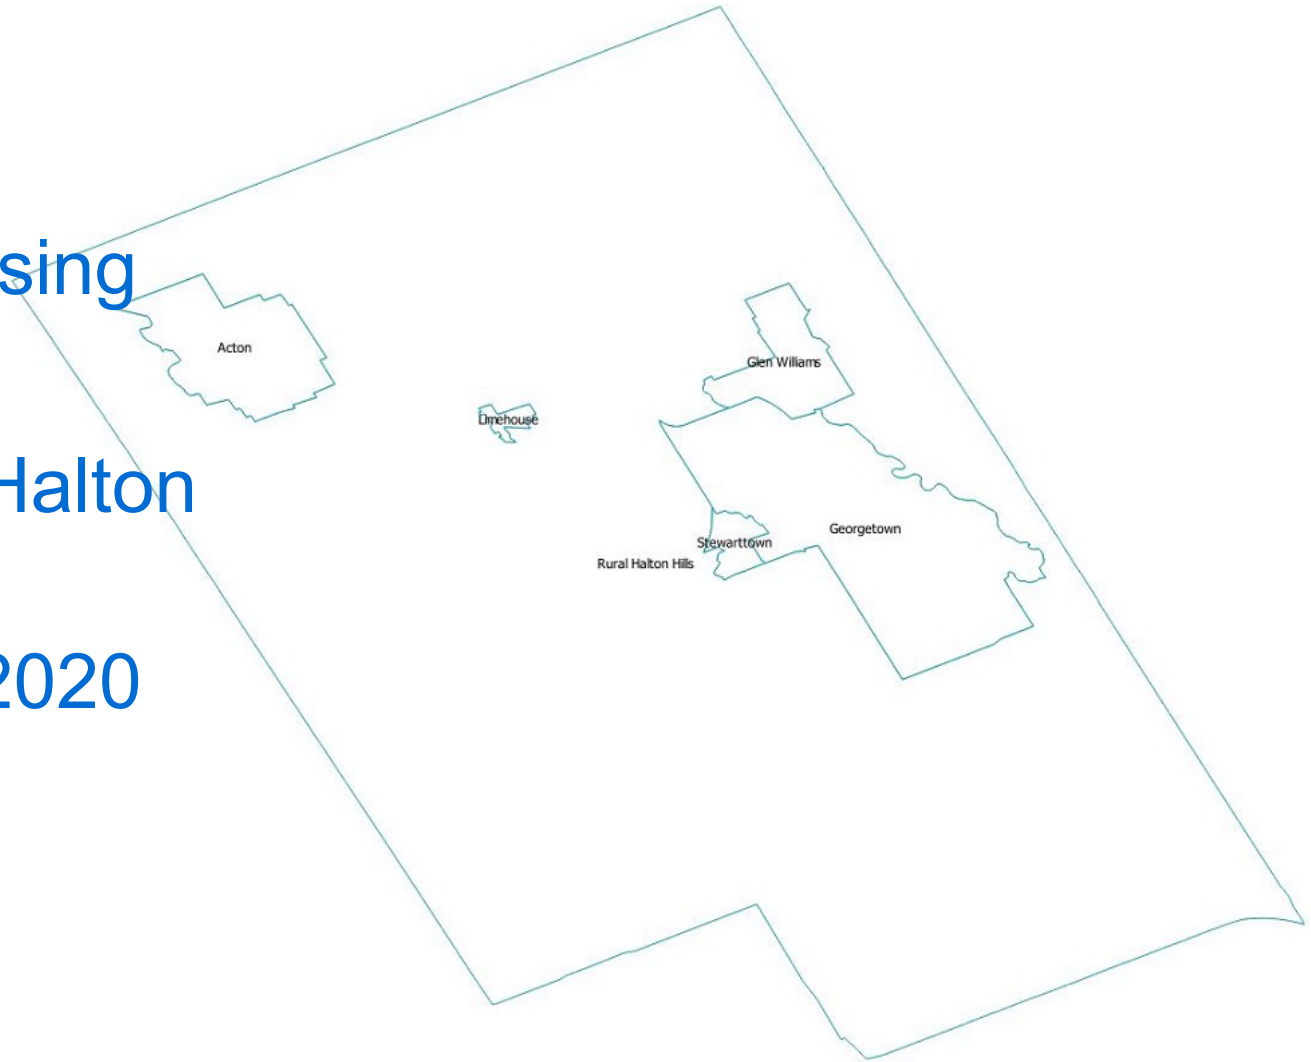 sing
Acton
Glen Williams
Limehouse
Halton
Georgetown
Stewarttown
Rural Halton Hills
2020